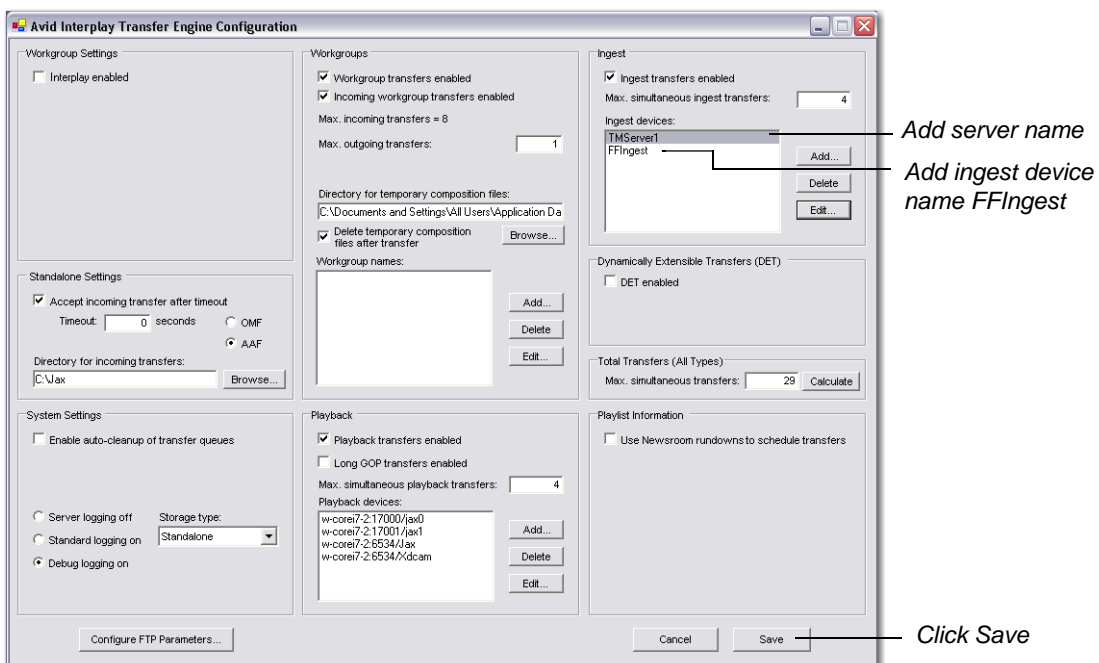 Avid Interplay Transfer Engine Configuration
Workgroup Settings
Interplay enabled
Standalone Settings
Accept incoming transfer after timeout
Timeout: 0 seconds
OMF
AAF
Directory for incoming transfers:
C:\Jax
Browse...
System Settings
Enable auto-cleanup of transfer queues
Server logging off
Standard logging on
Debug logging on
Storage type:
Standalone
Configure FTP Parameters...
Workgroups
Workgroup transfers enabled
Incoming workgroup transfers enabled
Max. incoming transfers = 8
Max. outgoing transfers: 1
Directory for temporary composition files:
C:\Documents and Settings\All Users\Application Da
Delete temporary composition
files after transfer
Browse...
Workgroup names:
Add...
Delete
Edit...
Playback
Playback transfers enabled
Long GOP transfers enabled
Max. simultaneous playback transfers: 4
Playback devices:
w-corei7-2:17000/jax0
w-corei7-2:17001/jax1
w-corei7-2:6534/Jax
w-corei7-2:6534/Xdcam
Add...
Delete
Edit...
Ingest
Ingest transfers enabled
Max. simultaneous ingest transfers: 4
Ingest devices:
TMServer1
FFIngest
Add...
Delete
Edit...
Dynamically Extensible Transfers (DET)
DET enabled
Total Transfers (All Types)
Max. simultaneous transfers: 29 Calculate
Playlist Information
Use Newsroom rundowns to schedule transfers
Cancel
Save
Add server name
Add ingest device
name FFIngest
Click Save